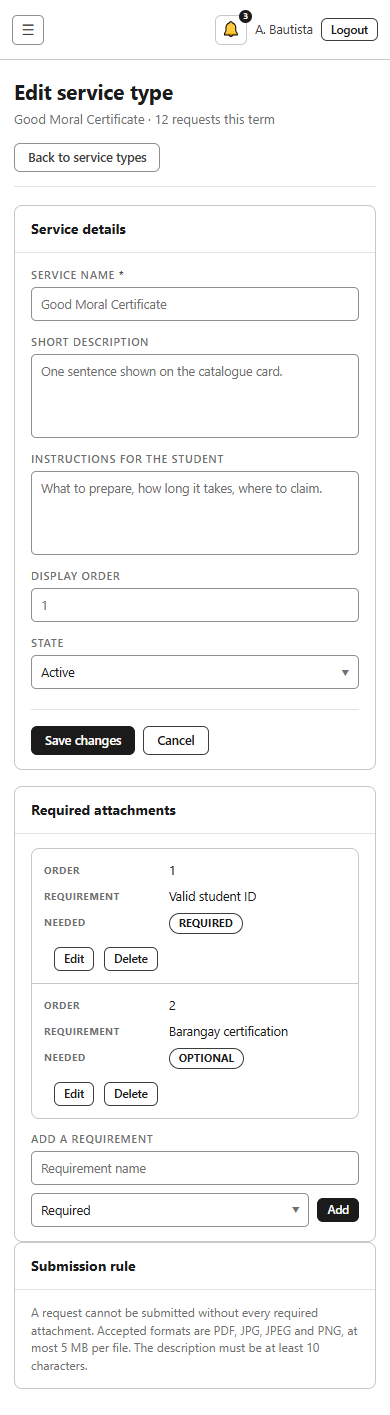 ☰
3
A. Bautista
Logout
Edit service type
Good Moral Certificate · 12 requests this term
Back to service types
Service details
SERVICE NAME *
Good Moral Certificate
SHORT DESCRIPTION
One sentence shown on the catalogue card.
INSTRUCTIONS FOR THE STUDENT
What to prepare, how long it takes, where to claim.
DISPLAY ORDER
1
STATE
Active
Save changes
Cancel
Required attachments
ORDER 1
REQUIREMENT Valid student ID
NEEDED REQUIRED
Edit Delete
ORDER 2
REQUIREMENT Barangay certification
NEEDED OPTIONAL
Edit Delete
ADD A REQUIREMENT
Requirement name
Required
Add
Submission rule
A request cannot be submitted without every required
attachment. Accepted formats are PDF, JPG, JPEG and PNG, at
most 5 MB per file. The description must be at least 10
characters.